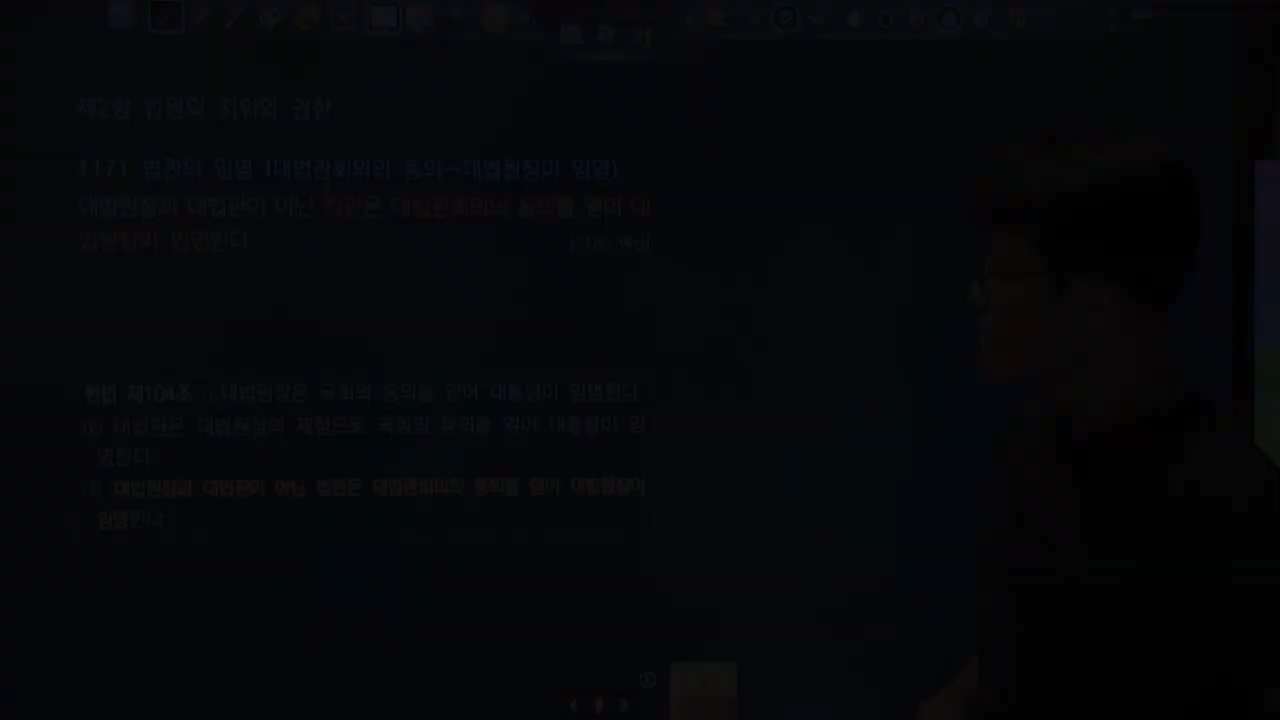 제2항 법원의 지위와 권한
1171 법관의 임명 (대법관회의의 동의→대법원장이 임명)
대법원장과 대법관이 아닌 법관은 대법관회의의 동의를 얻어 대
법원장이 임명한다
헌법 제104조 ① 대법원장은 국회의 동의를 얻어 대통령이 임명한다
② 대법관은 대법원장의 제청으로 국회의 동의를 얻어 대통령이 임
명한다
③ 대법원장과 대법관이 아닌 법관은 대법관회의의 동의를 얻어 대법원장이
임명한다